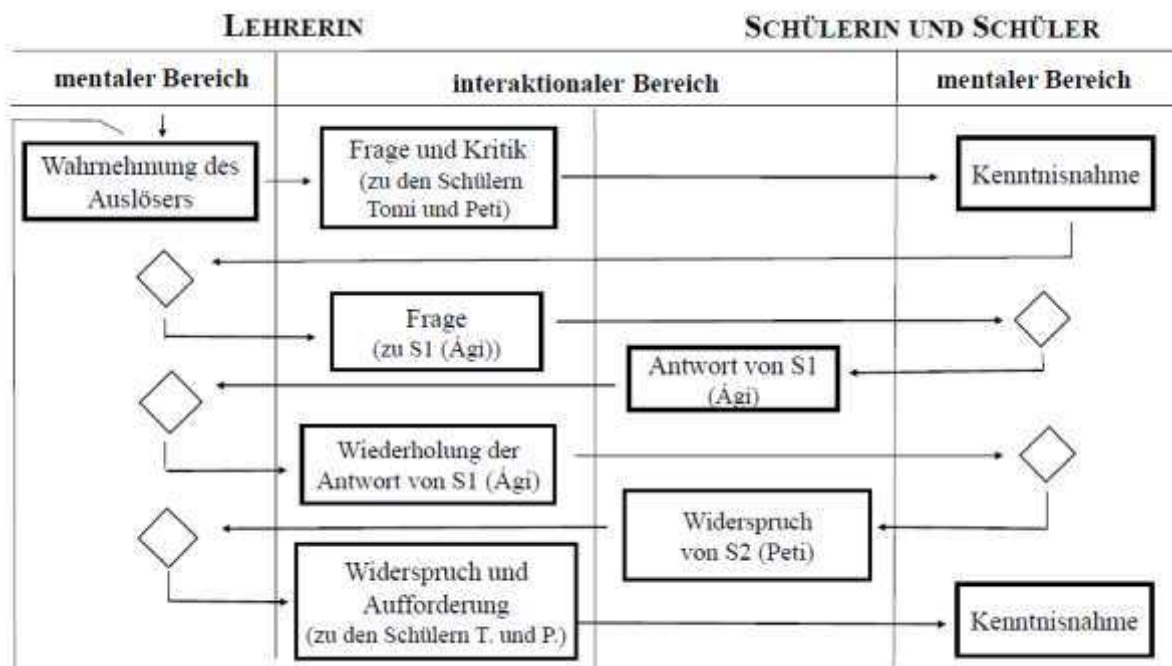 LEHRERIN
SCHÜLERIN UND SCHÜLER
mentaler Bereich
interaktionaler Bereich
mentaler Bereich
Wahrnehmung des
Auslösers
Frage und Kritik
(zu den Schülern
Tomi und Peti)
Kenntnisnahme
Frage
(zu S1 (Ági))
Antwort von S1
(Ági)
Wiederholung der
Antwort von S1 (Ági)
Widerspruch
von S2 (Peti)
Widerspruch und
Aufforderung
(zu den Schülern T. und P.)
Kenntnisnahme